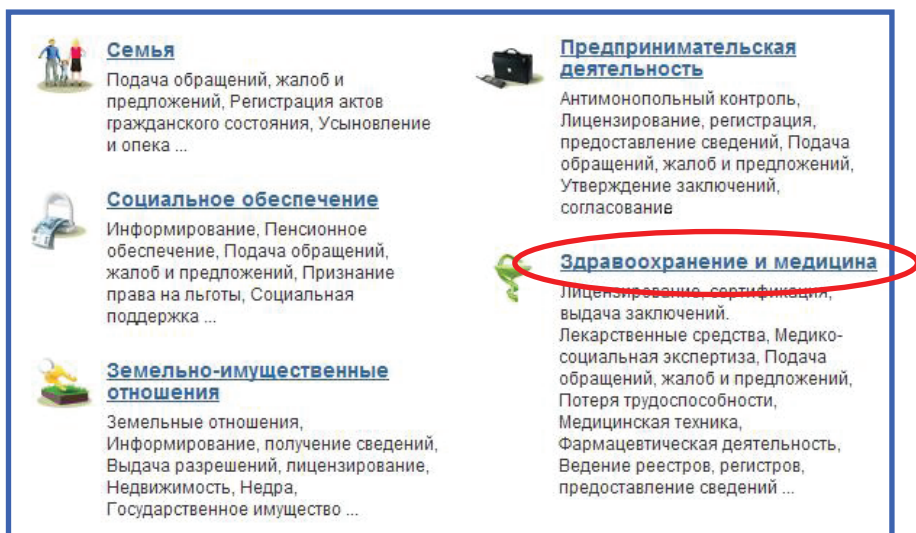 Семья
Подача обращений, жалоб и
предложений, Регистрация актов
гражданского состояния, Усыновление
и опека ...
Социальное обеспечение
Информирование, Пенсионное
обеспечение, Подача обращений,
жалоб и предложений, Признание
права на льготы, Социальная
поддержка ...
Земельно-имущественные
отношения
Земельные отношения,
Информирование, получение сведений,
Выдача разрешений, лицензирование,
Недвижимость, Недра,
Государственное имущество ...
Предпринимательская
деятельность
Антимонопольный контроль,
Лицензирование, регистрация,
предоставление сведений, Подача
обращений, жалоб и предложений,
Утверждение заключений,
согласование
Здравоохранение и медицина
Лицензирование, сертификация,
выдача заключений.
Лекарственные средства, Медико-
социальная экспертиза, Подача
обращений, жалоб и предложений,
Потеря трудоспособности,
Медицинская техника,
Фармацевтическая деятельность,
Ведение реестров, регистров,
предоставление сведений ...